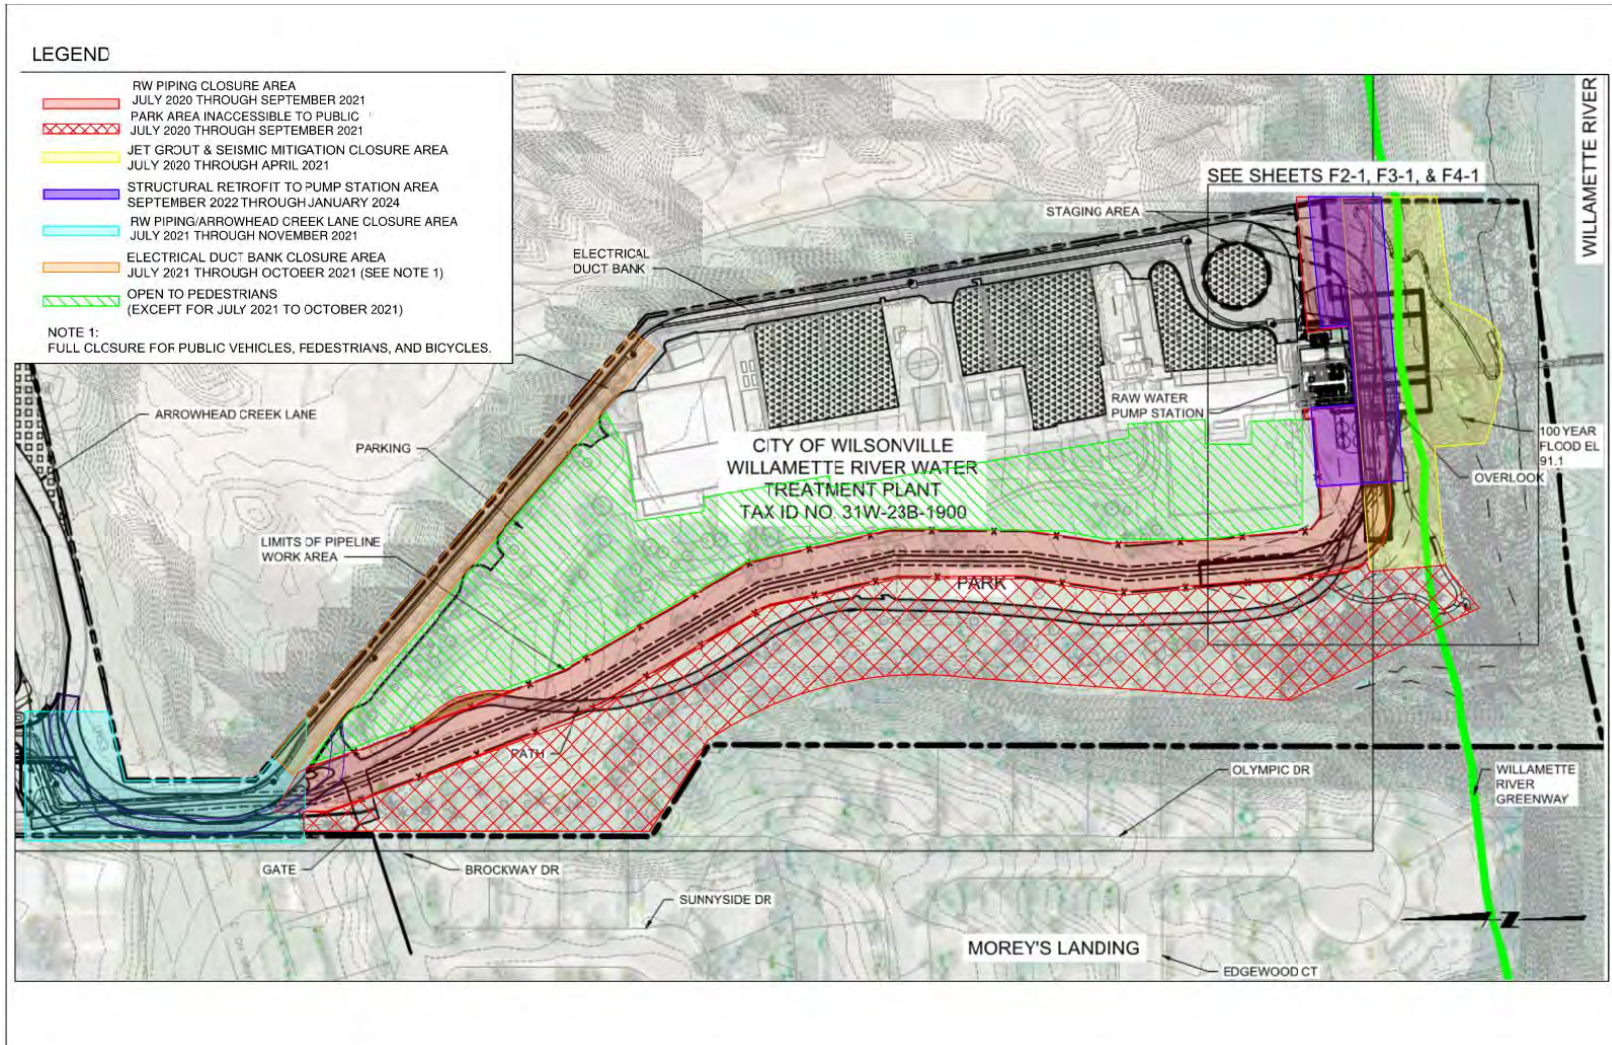 LEGEND
RW PIPING CLOSURE AREA
JULY 2020 THROUGH SEPTEMBER 2021
PARK AREA INACCESSIBLE TO PUBLIC
JULY 2020 THROUGH SEPTEMBER 2021
JET GROUT & SEISMIC MITIGATION CLOSURE AREA
JULY 2020 THROUGH APRIL 2021
STRUCTURAL RETROFIT TO PUMP STATION AREA
SEPTEMBER 2022 THROUGH JANUARY 2024
RW PIPING/ARROWHEAD CREEK LANE CLOSURE AREA
JULY 2021 THROUGH NOVEMBER 2021
ELECTRICAL DUCT BANK CLOSURE AREA
JULY 2021 THROUGH OCTOBER 2021 (SEE NOTE 1)
OPEN TO PEDESTRIANS
(EXCEPT FOR JULY 2021 TO OCTOBER 2021)
NOTE 1:
FULL CLOSURE FOR PUBLIC VEHICLES, PEDESTRIANS, AND BICYCLES.
WILLAMETTE RIVER
SEE SHEETS F2-1, F3-1, & F4-1
STAGING AREA
ELECTRICAL
DUCT BANK
ARROWHEAD CREEK LANE
PARKING
RAW WATER
PUMP STATION
100 YEAR
FLOOD EL
91.1
OVERLOOK
CITY OF WILSONVILLE
WILLAMETTE RIVER WATER
TREATMENT PLANT
TAX ID NO. 31W-23B-1900
LIMITS OF PIPELINE
WORK AREA
PARK
PATH
OLYMPIC DR
WILLAMETTE
RIVER
GREENWAY
GATE
BROCKWAY DR
SUNNYSIDE DR
MOREY'S LANDING
EDGEWOOD CT
Z